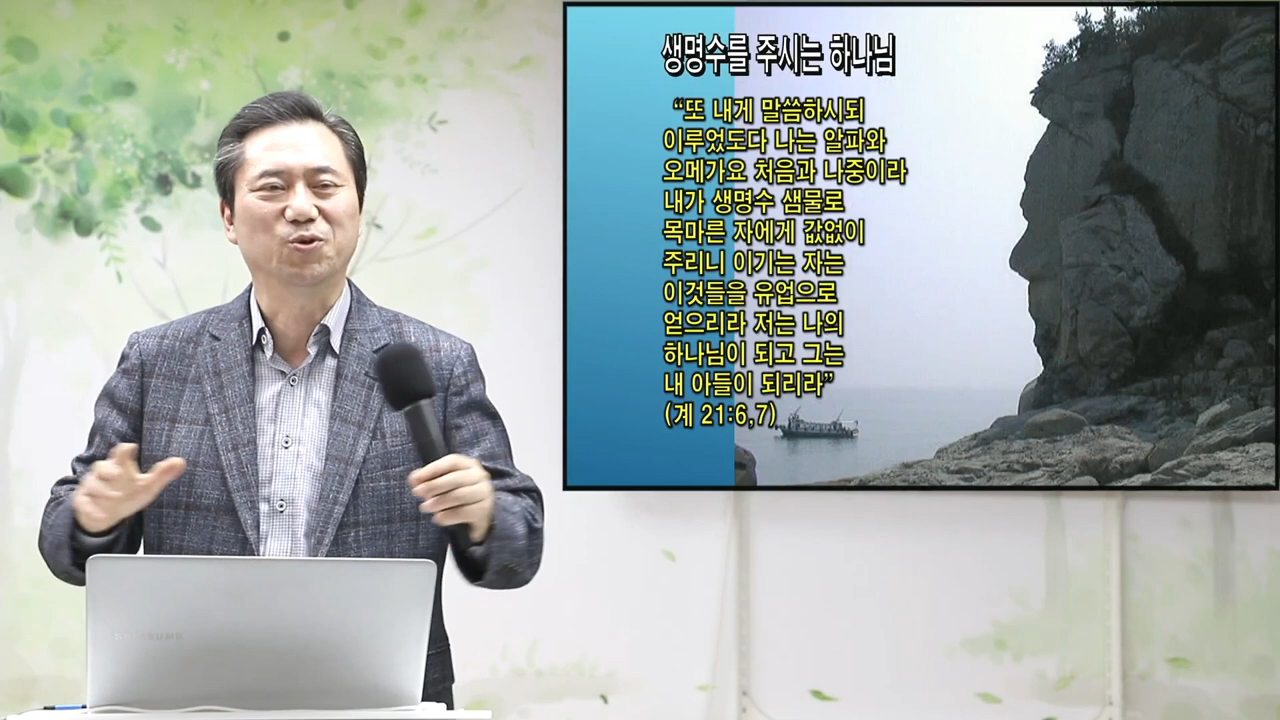 생명수를 주시는 하나님
“또 내게 말씀하시되
이루었도다 나는 알파와
오메가요 처음과 나중이라
내가 생명수 샘물로
목마른 자에게 값없이
주리니 이기는 자는
이것들을 유업으로
얻으리라 저는 나의
하나님이 되고 그는
내 아들이 되리라”
(계 21:6,7)